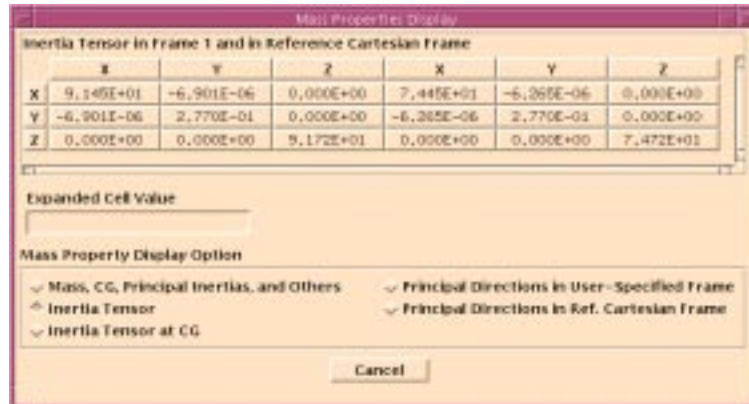 Mass Properties Display
Inertia Tensor in Frame 1 and in Reference Cartesian Frame
X Y Z X Y Z
X 9.145E+01 -6.901E-06 0.000E+00 7.445E+01 -6.265E-06 0.000E+00
Y -6.901E-06 2.770E-01 0.000E+00 -6.265E-06 2.770E-01 0.000E+00
Z 0.000E+00 0.000E+00 9.172E+01 0.000E+00 0.000E+00 7.472E+01
Expanded Cell Value
Mass Property Display Option
Mass, CG, Principal Inertias, and Others Principal Directions in User-Specified Frame
Inertia Tensor Principal Directions in Ref. Cartesian Frame
Inertia Tensor at CG
Cancel